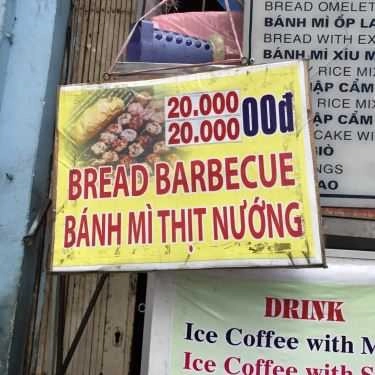 BREAD OMELET
BÁNH MÌ ỐP LA
BREAD WITH EX
BÁNH MÌ XÍU M
RICE MIX
ẬP CẨM
RICE MIX
ẬP CẨM
CAKE W
GIÒ
NGS
AO
20.000
20.000
00đ
BREAD BARBECUE
BÁNH MÌ THỊT NƯỚNG
DRINK
Ice Coffee with M
Ice Coffee with S